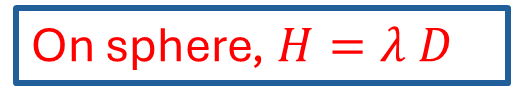 On sphere, H = λ D